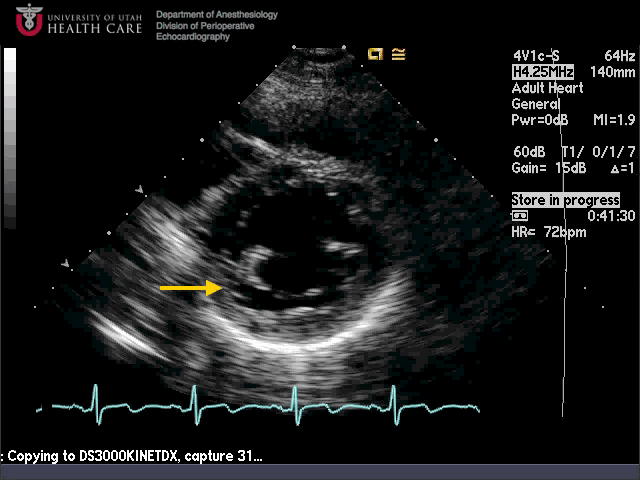 UNIVERSITY OF UTAH
HEALTH CARE
Department of Anesthesiology
Division of Perioperative
Echocardiography
4V1c-S 64Hz
H4.25MHz 140mm
Adult Heart
General
Pwr=0dB MI=1.9
60dB T1/ 0/1/7
Gain= 15dB Δ=1
Store in progress
0:41:30
HR= 72bpm
: Copying to DS3000KINETDX, capture 31...